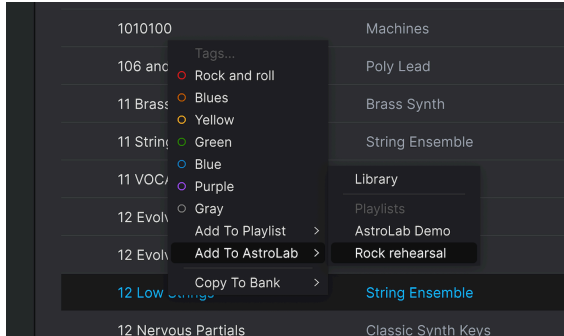 1010100 Machines
Tags...
106 and Poly Lead
Rock and roll
Blues
11 Brass Brass Synth
Yellow
11 String String Ensemble
Green
Blue
11 VOCA Library
Purple
Gray Playlists
12 Evolv
Add To Playlist > AstroLab Demo
12 Evolv Add To AstroLab > Rock rehearsal
Copy To Bank >
12 Low Strings String Ensemble
12 Nervous Partials Classic Synth Keys